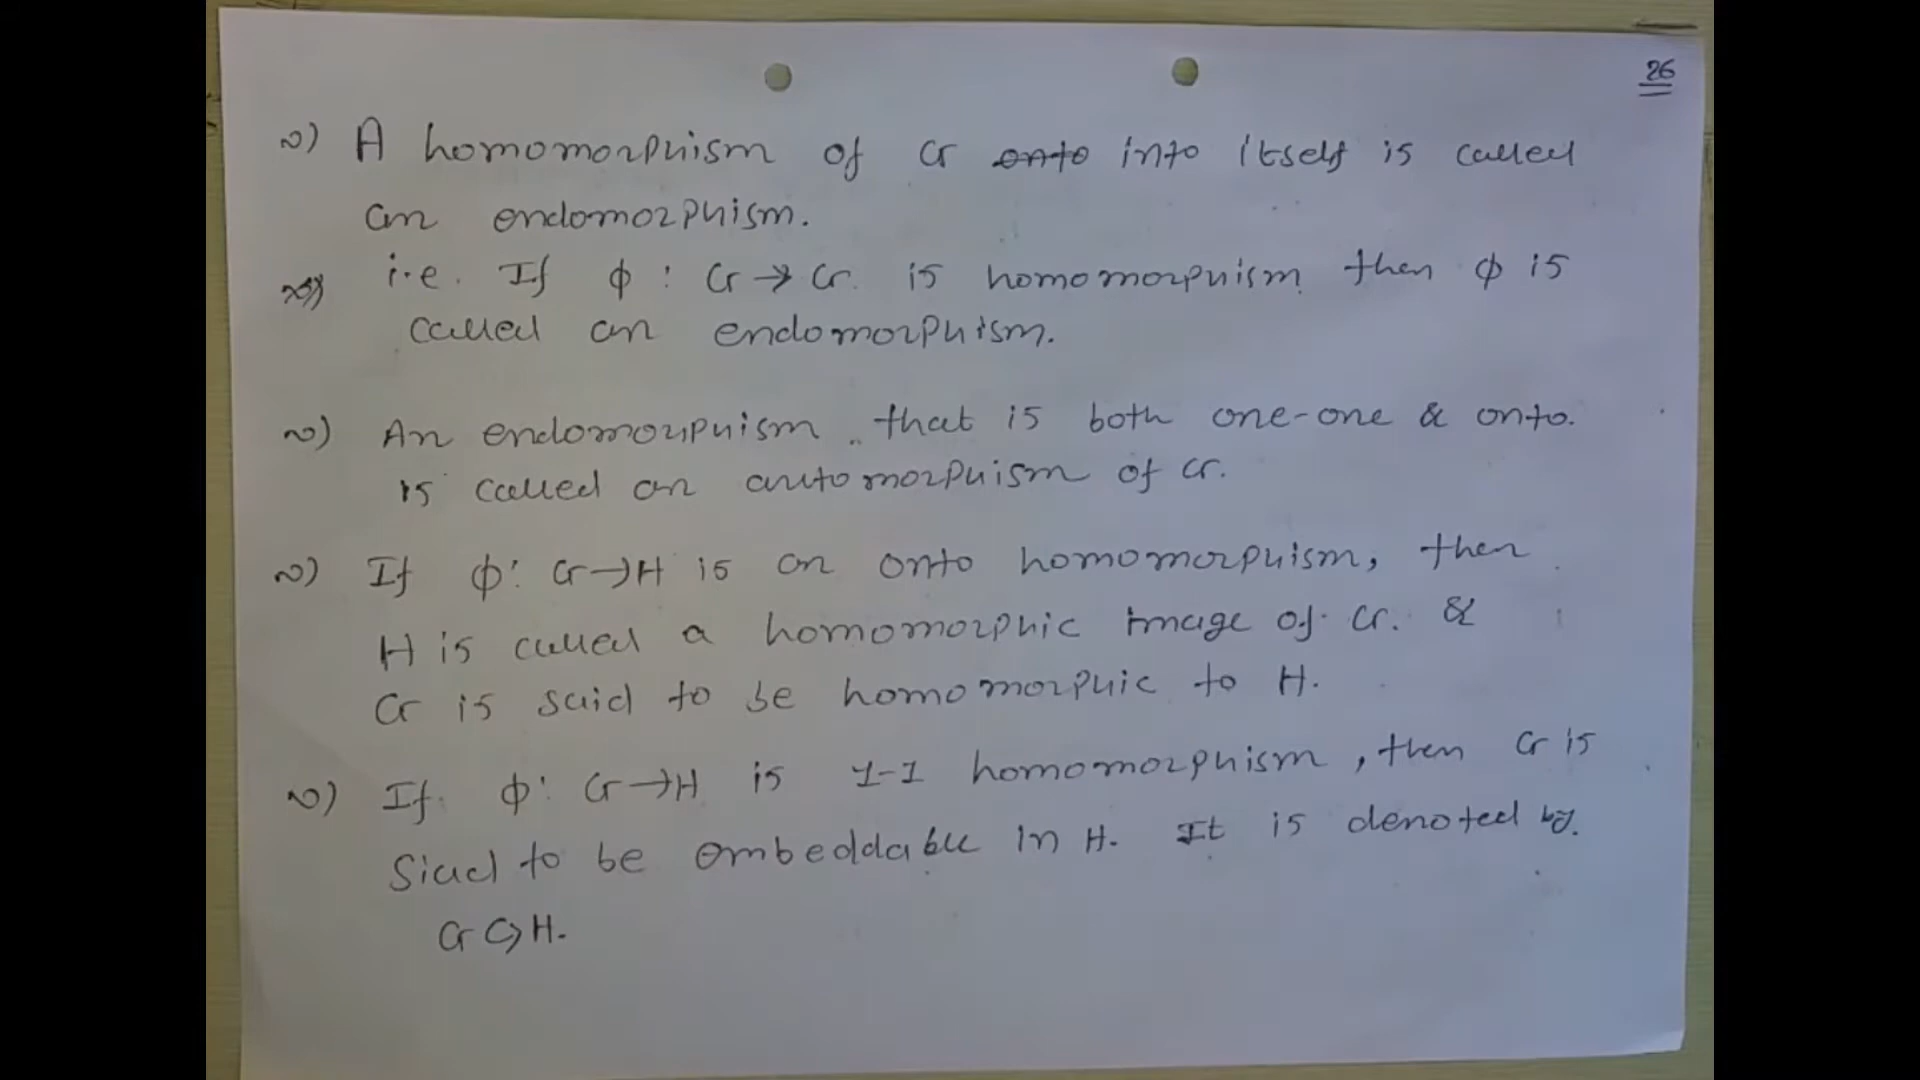 26
~) A homomorphism of G ~~onto~~ into itself is called
an endomorphism.
i.e. If ϕ : G → G. is homomorphism then ϕ is
called an endomorphism.
~) An endomorphism that is both one-one & onto.
is called an automorphism of G.
~) If ϕ: G→H is an onto homomorphism, then
H is called a homomorphic image of G. &
G is said to be homomorphic to H.
~) If ϕ: G→H is 1-1 homomorphism, then G is
Siad to be embeddable in H. It is denoted by.
G ↪ H.